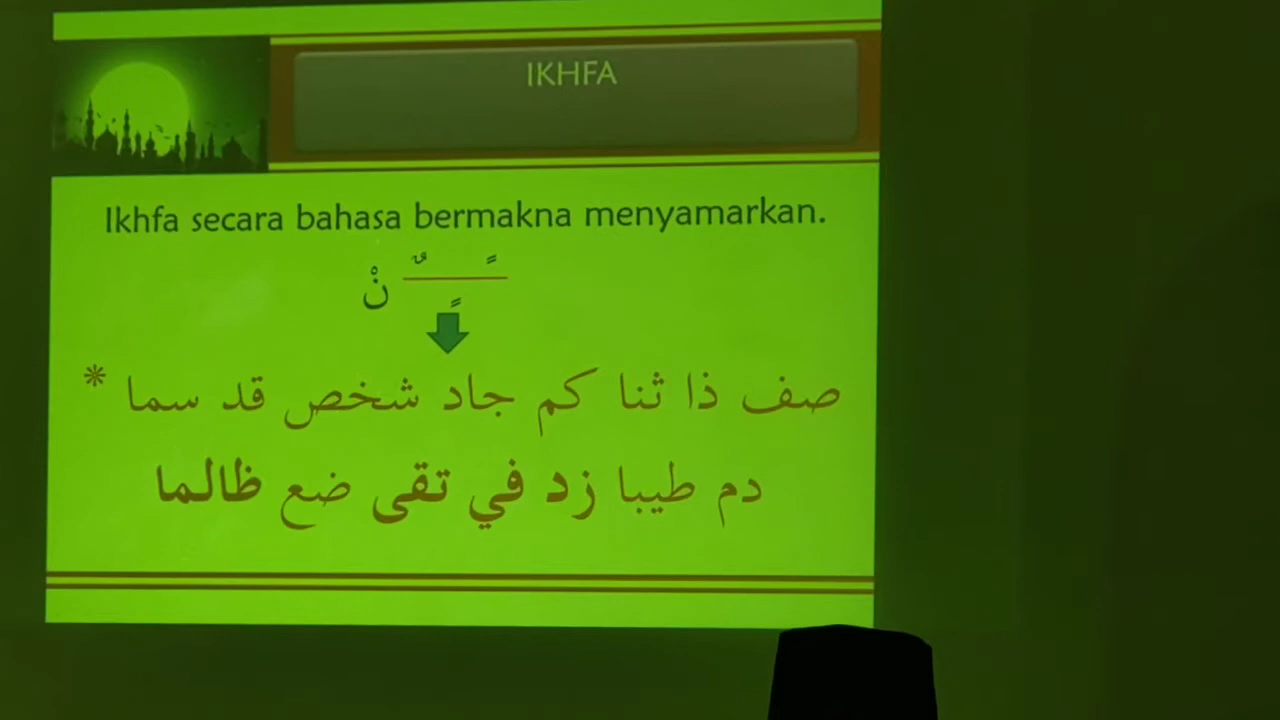 IKHFA
Ikhfa secara bahasa bermakna menyamarkan.
نْ ـٌ ـً
ـٍ
صف ذا ثنا كم جاد شخص قد سما *
دم طيبا زد في تقى ضع ظالما